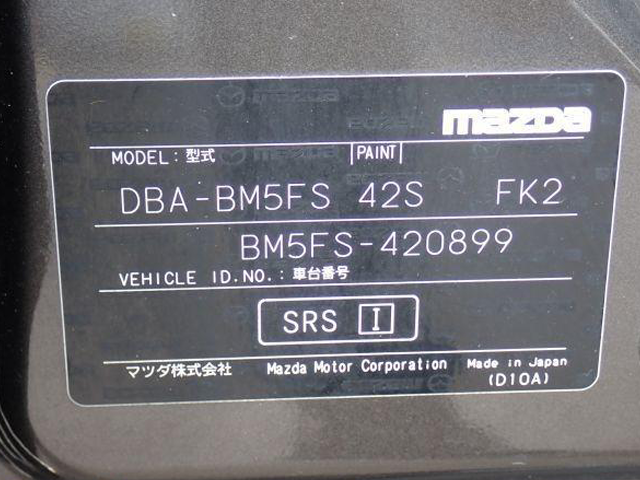 mazda
MODEL: 型式 PAINT
DBA-BM5FS 42S FK2
BM5FS-420899
VEHICLE ID.NO.: 車台番号
SRS I
マツダ株式会社 Mazda Motor Corporation Made in Japan
(D10A)